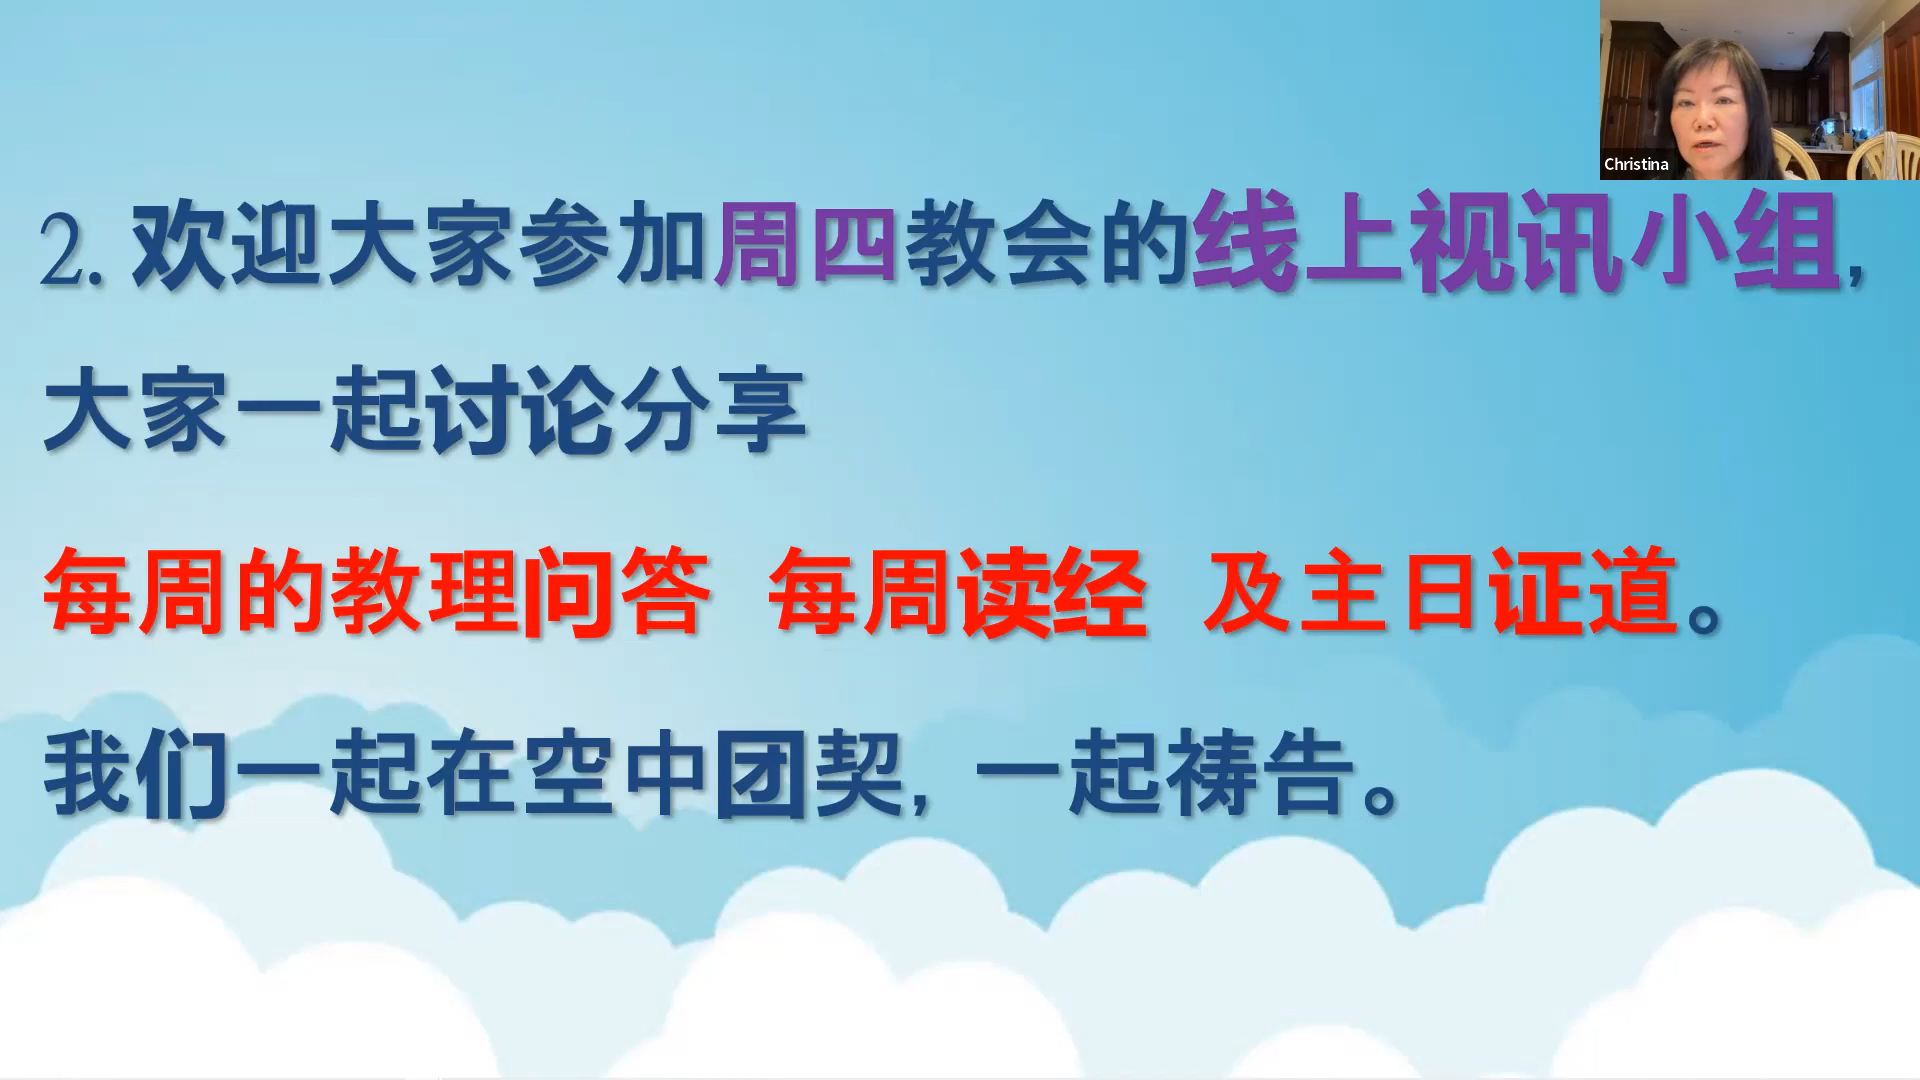 Christina
2. 欢迎大家参加周四教会的线上视讯小组,
大家一起讨论分享
每周的教理问答 每周读经 及主日证道。
我们一起在空中团契, 一起祷告。